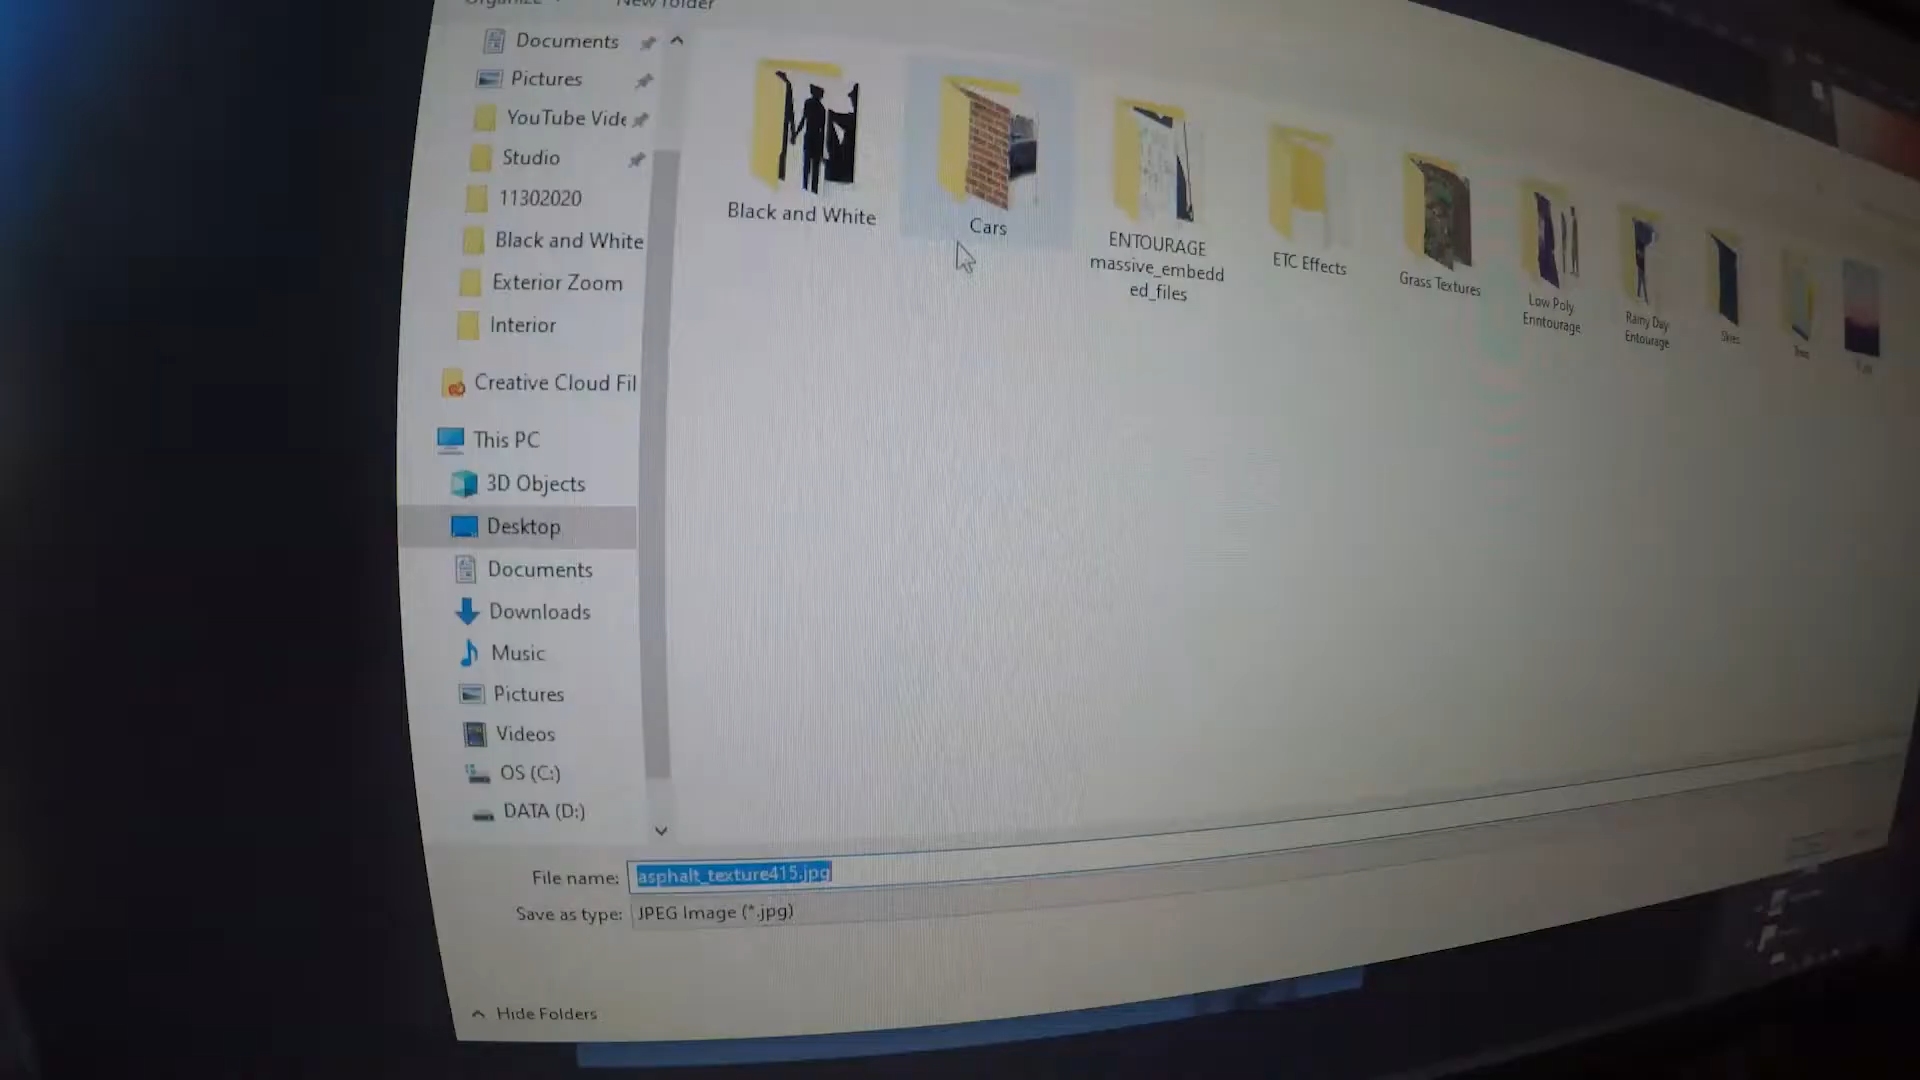 Organize
New folder
Documents
Pictures
YouTube Vide
Studio
11302020
Black and White
Exterior Zoom
Interior
Creative Cloud Fil
This PC
3D Objects
Desktop
Documents
Downloads
Music
Pictures
Videos
OS (C:)
DATA (D:)
Black and White
Cars
ENTOURAGE
massive_embedd
ed_files
ETC Effects
Grass Textures
Low Poly
Enntourage
Rainy Day
Entourage
Skies
File name:
asphalt_texture415.jpg
Save as type:
JPEG Image (*.jpg)
Hide Folders